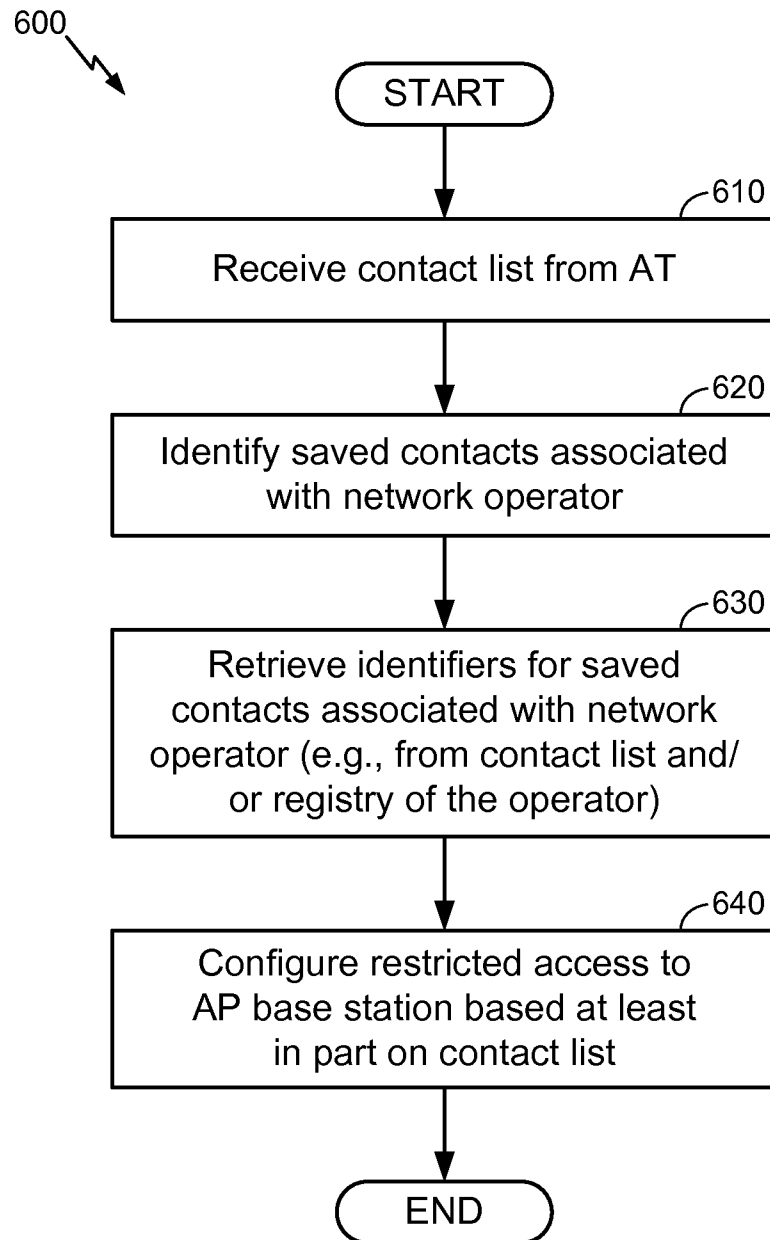 600
START
610
Receive contact list from AT
620
Identify saved contacts associated
with network operator
630
Retrieve identifiers for saved
contacts associated with network
operator (e.g., from contact list and/
or registry of the operator)
640
Configure restricted access to
AP base station based at least
in part on contact list
END